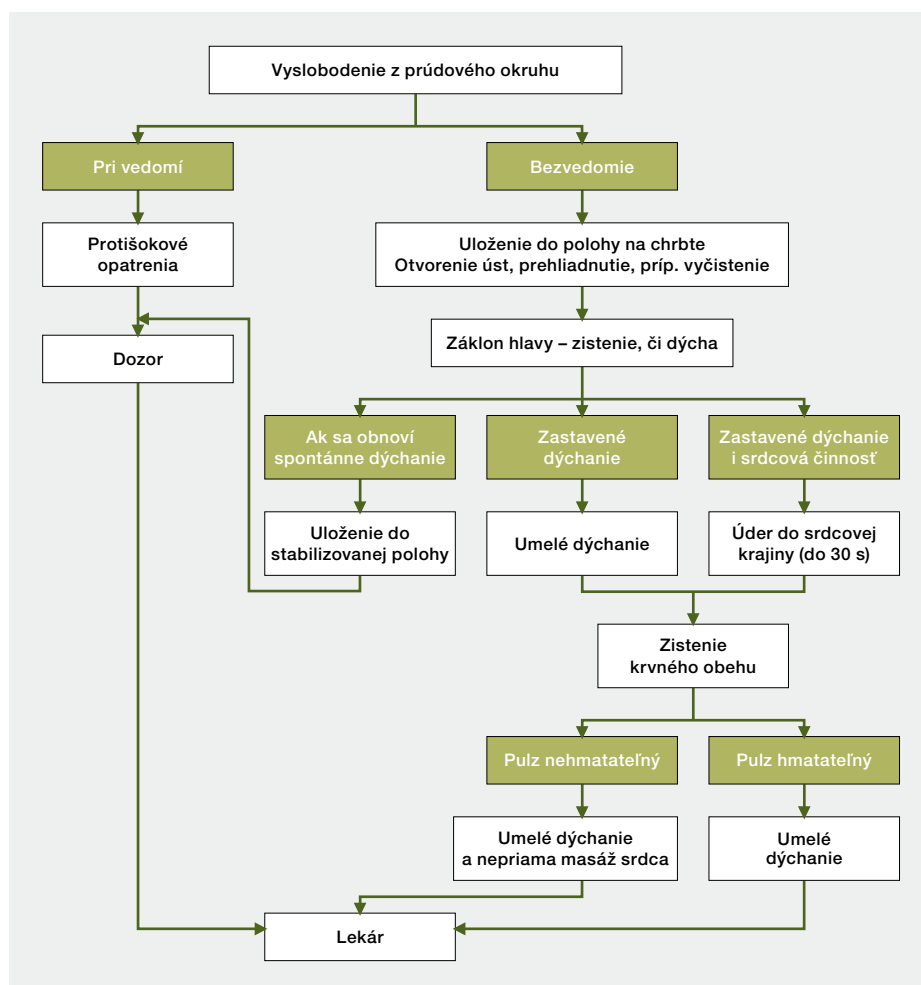 Vyslobodenie z prúdového okruhu
Pri vedomí
Bezvedomie
Protišokové
opatrenia
Uloženie do polohy na chrbte
Otvorenie úst, prehliadnutie, príp. vyčistenie
Záklon hlavy – zistenie, či dýcha
Dozor
Ak sa obnoví
spontánne dýchanie
Zastavené
dýchanie
Zastavené dýchanie
i srdcová činnosť
Uloženie do
stabilizovanej polohy
Umelé dýchanie
Úder do srdcovej
krajiny (do 30 s)
Zistenie
krvného obehu
Pulz nehmatateľný
Pulz hmatateľný
Umelé dýchanie
a nepriama masáž srdca
Umelé
dýchanie
Lekár